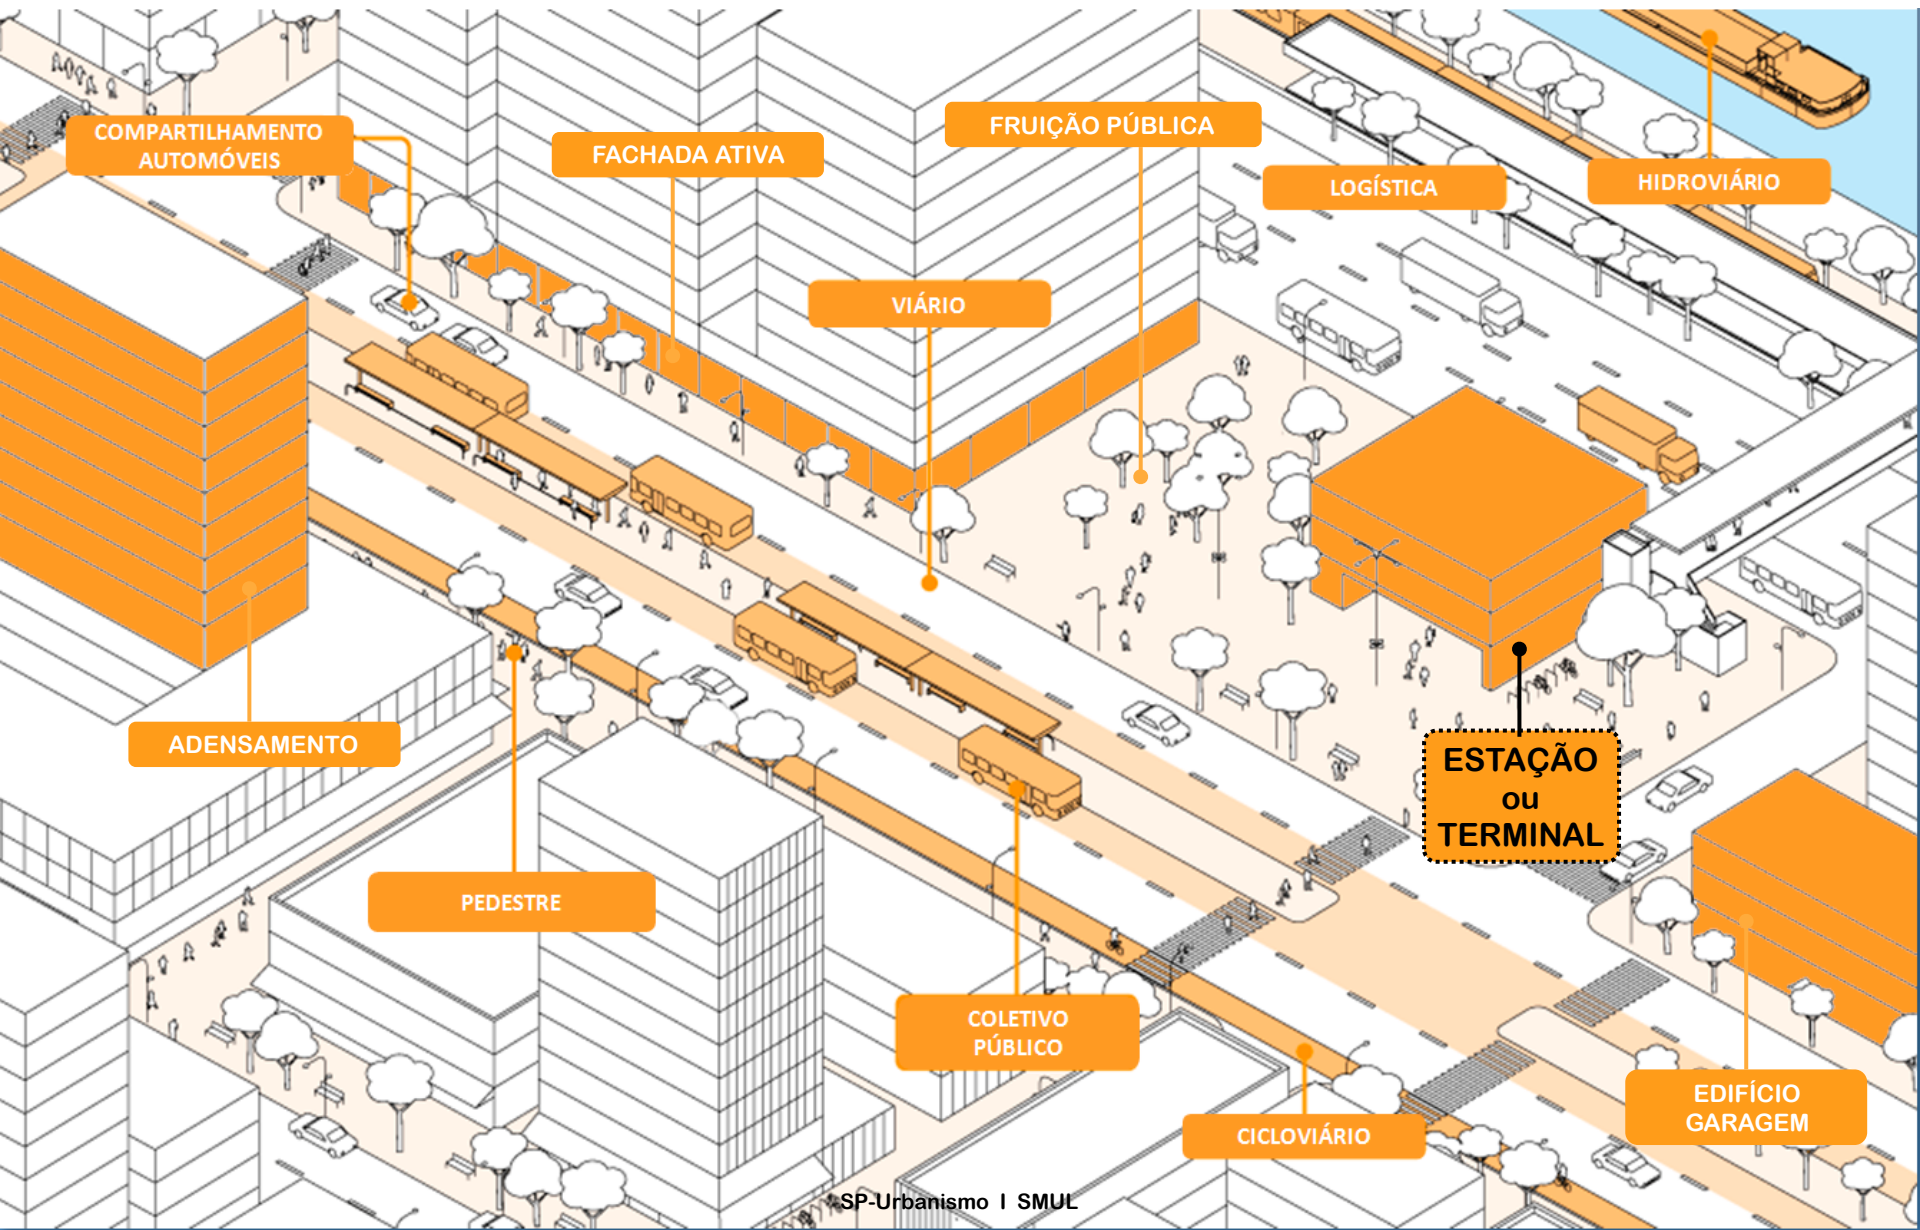 FRUIÇÃO PÚBLICA
COMPARTILHAMENTO
AUTOMÓVEIS
FACHADA ATIVA
LOGÍSTICA
HIDROVIÁRIO
VIÁRIO
ADENSAMENTO
ESTAÇÃO
ou
TERMINAL
PEDESTRE
COLETIVO
PÚBLICO
CICLOVIÁRIO
EDIFÍCIO
GARAGEM
SP-Urbanismo I SMUL